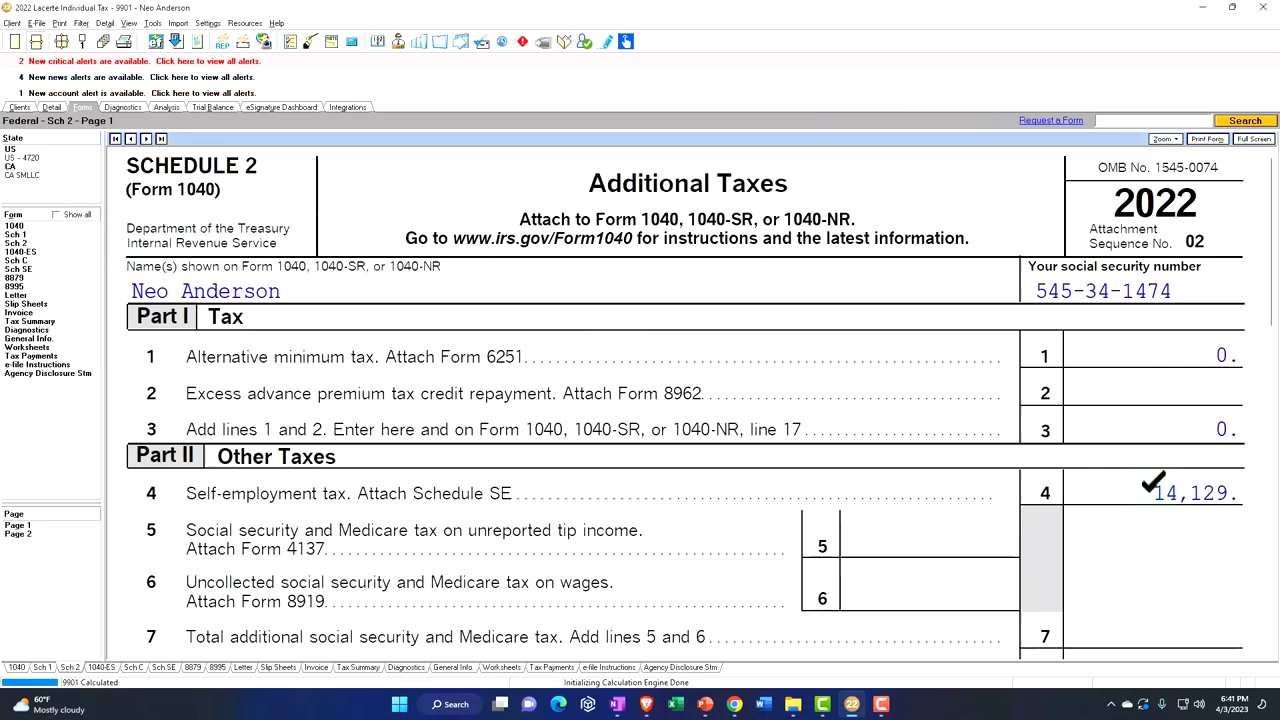 2022 Lacerte Individual Tax - 9901 - Neo Anderson
Client E-File Print Filter Detail View Tools Import Settings Resources Help
REP
2 New critical alerts are available. Click here to view all alerts.
4 New news alerts are available. Click here to view all alerts.
1 New account alert is available. Click here to view all alerts.
Clients Detail Forms Diagnostics Analysis Trial Balance eSignature Dashboard Integrations
Federal - Sch 2 - Page 1
Request a Form
Search
State
US
US - 4720
CA
CA SMLLC
Zoom
Print Form
Full Screen
Form Show all
1040
Sch 1
Sch 2
1040-ES
Sch C
Sch SE
8879
8995
Letter
Slip Sheets
Invoice
Tax Summary
Diagnostics
General Info.
Worksheets
Tax Payments
e-file Instructions
Agency Disclosure Stm
Page
Page 1
Page 2
SCHEDULE 2
(Form 1040)
Department of the Treasury
Internal Revenue Service
Additional Taxes
Attach to Form 1040, 1040-SR, or 1040-NR.
Go to www.irs.gov/Form1040 for instructions and the latest information.
OMB No. 1545-0074
2022
Attachment
Sequence No. 02
Name(s) shown on Form 1040, 1040-SR, or 1040-NR
Your social security number
Neo Anderson
545-34-1474
Part I Tax
1 Alternative minimum tax. Attach Form 6251 1 0.
2 Excess advance premium tax credit repayment. Attach Form 8962 2
3 Add lines 1 and 2. Enter here and on Form 1040, 1040-SR, or 1040-NR, line 17 3 0.
Part II Other Taxes
4 Self-employment tax. Attach Schedule SE 4 14,129.
5 Social security and Medicare tax on unreported tip income.
Attach Form 4137 5
6 Uncollected social security and Medicare tax on wages.
Attach Form 8919 6
7 Total additional social security and Medicare tax. Add lines 5 and 6 7
1040 Sch 1 Sch 2 1040-ES Sch C Sch SE 8879 8995 Letter Slip Sheets Invoice Tax Summary Diagnostics General Info. Worksheets Tax Payments e-file Instructions Agency Disclosure Stm
9901 Calculated
Initializing Calculation Engine Done
60°F
Mostly cloudy
Search
22
6:41 PM
4/3/2023